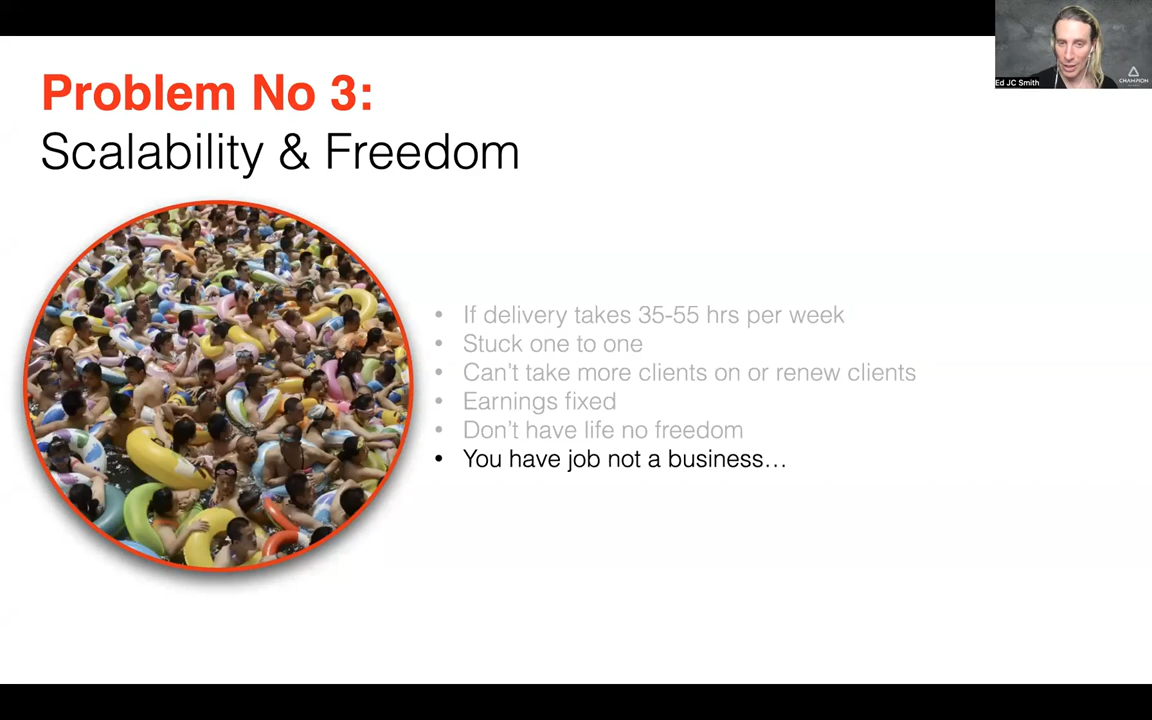 Problem No 3:
Scalability & Freedom
Ed JC Smith
CHAMPION
• If delivery takes 35-55 hrs per week
• Stuck one to one
• Can't take more clients on or renew clients
• Earnings fixed
• Don't have life no freedom
• You have job not a business…